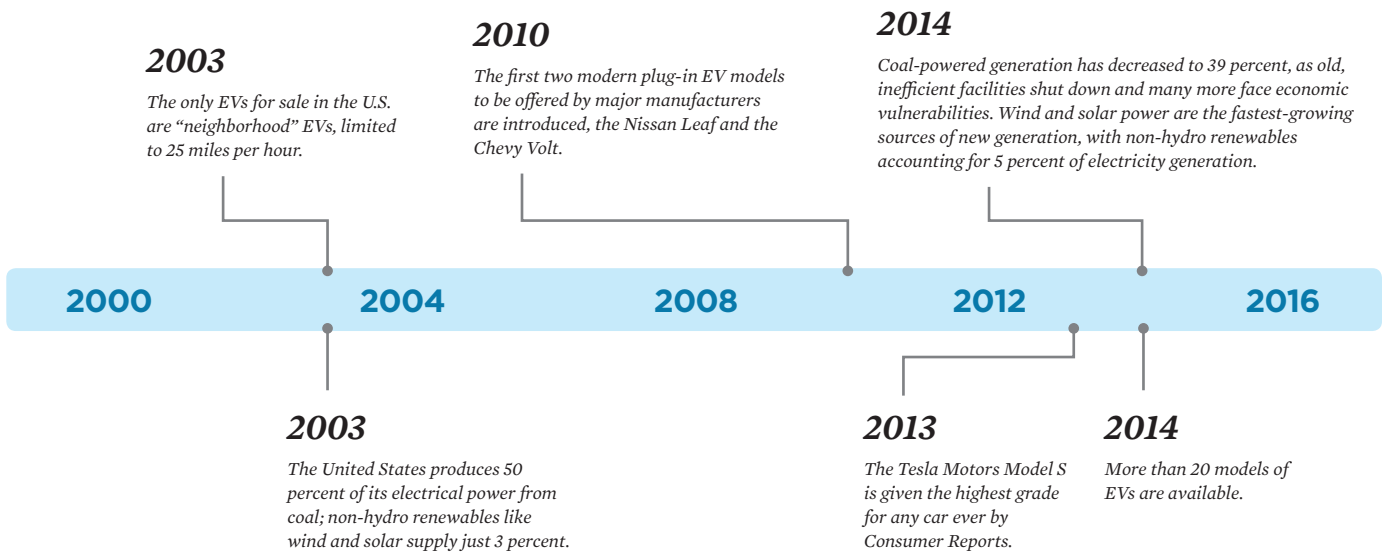 2003
The only EVs for sale in the U.S.
are “neighborhood” EVs, limited
to 25 miles per hour.
2010
The first two modern plug-in EV models
to be offered by major manufacturers
are introduced, the Nissan Leaf and the
Chevy Volt.
2014
Coal-powered generation has decreased to 39 percent, as old,
inefficient facilities shut down and many more face economic
vulnerabilities. Wind and solar power are the fastest-growing
sources of new generation, with non-hydro renewables
accounting for 5 percent of electricity generation.
2000 2004 2008 2012 2016
2003
The United States produces 50
percent of its electrical power from
coal; non-hydro renewables like
wind and solar supply just 3 percent.
2013
The Tesla Motors Model S
is given the highest grade
for any car ever by
Consumer Reports.
2014
More than 20 models of
EVs are available.